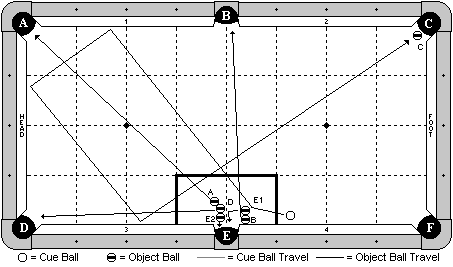 A B C
1 2
C
HEAD FOOT
A D E1
E2 B
D E F
3 4
= Cue Ball = Object Ball = Cue Ball Travel = Object Ball Travel